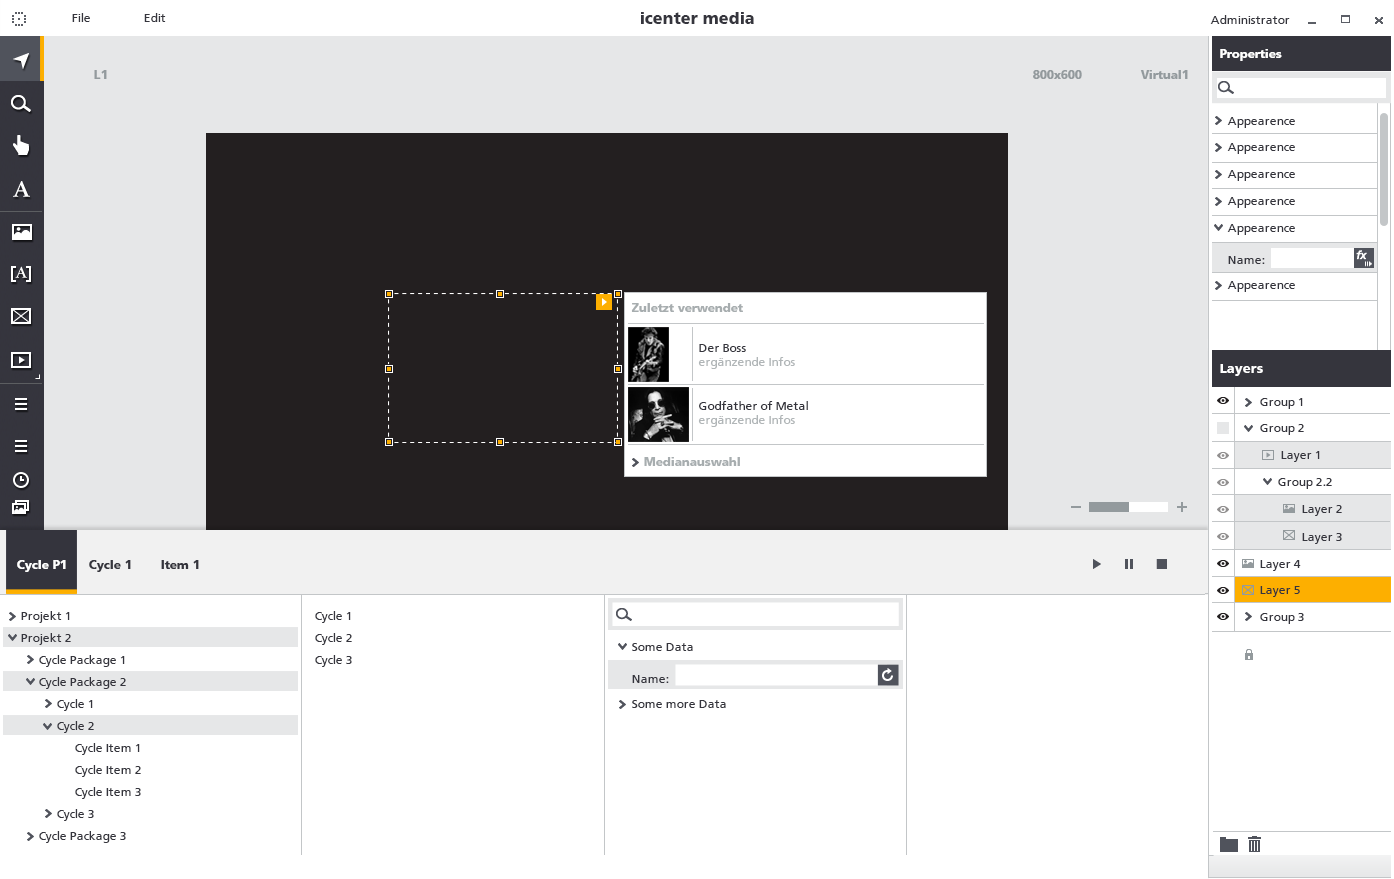 File Edit icenter media Administrator
L1 800x600 Virtual1
Properties
Appearence
Appearence
Appearence
Appearence
Appearence
Name: fx
Appearence
A
[A]
Zuletzt verwendet
Der Boss
ergänzende Infos
Godfather of Metal
ergänzende Infos
Medianauswahl
Layers
Group 1
Group 2
Layer 1
Group 2.2
Layer 2
Layer 3
Layer 4
Layer 5
Group 3
Cycle P1 Cycle 1 Item 1
Projekt 1
Projekt 2
Cycle Package 1
Cycle Package 2
Cycle 1
Cycle 2
Cycle Item 1
Cycle Item 2
Cycle Item 3
Cycle 3
Cycle Package 3
Cycle 1
Cycle 2
Cycle 3
Some Data
Name:
Some more Data